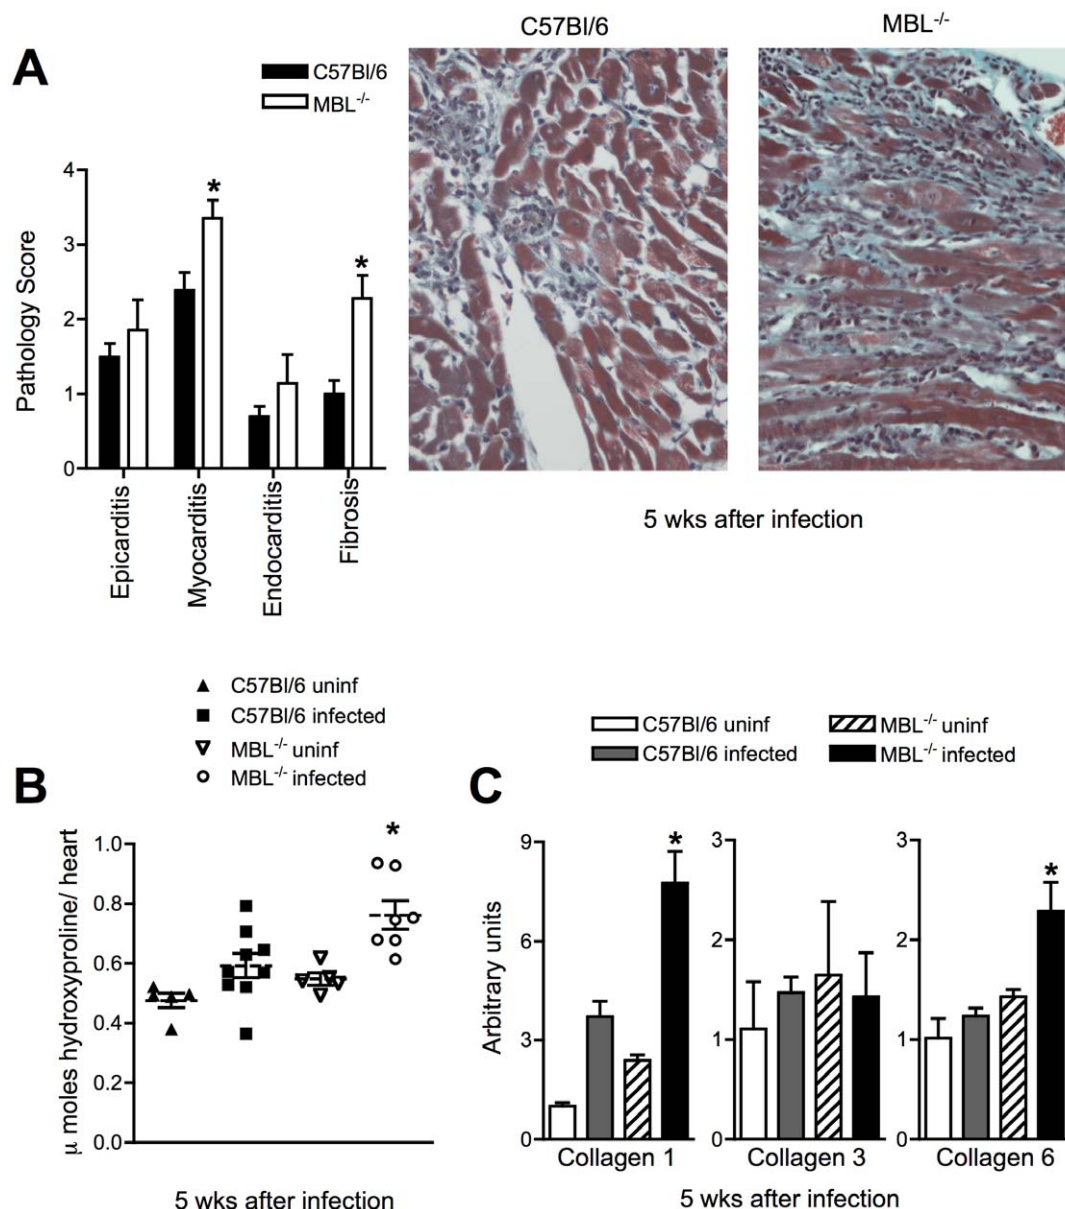 A
C57Bl/6
MBL-/-
C57Bl/6
MBL-/-
Pathology Score
4
3
2
1
0
*
*
Epicarditis
Myocarditis
Endocarditis
Fibrosis
5 wks after infection
B
C57Bl/6 uninf
C57Bl/6 infected
MBL-/- uninf
MBL-/- infected
μ moles hydroxyproline/ heart
1.0
0.8
0.6
0.4
0.2
0.0
*
5 wks after infection
C
C57Bl/6 uninf
C57Bl/6 infected
MBL-/- uninf
MBL-/- infected
Arbitrary units
9
6
3
0
*
Collagen 1
3
2
1
0
Collagen 3
3
2
1
0
*
Collagen 6
5 wks after infection